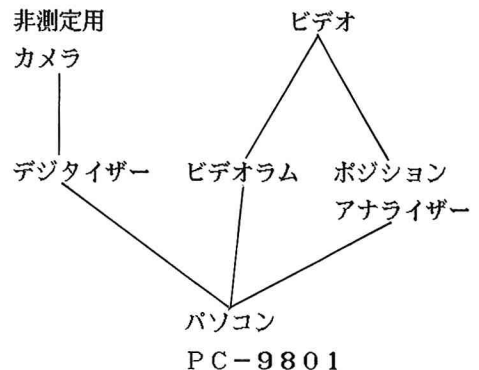 非測定用
カメラ
ビデオ
デジタイザー
ビデオラム
ポジション
アナライザー
パソコン
ＰＣ－９８０１